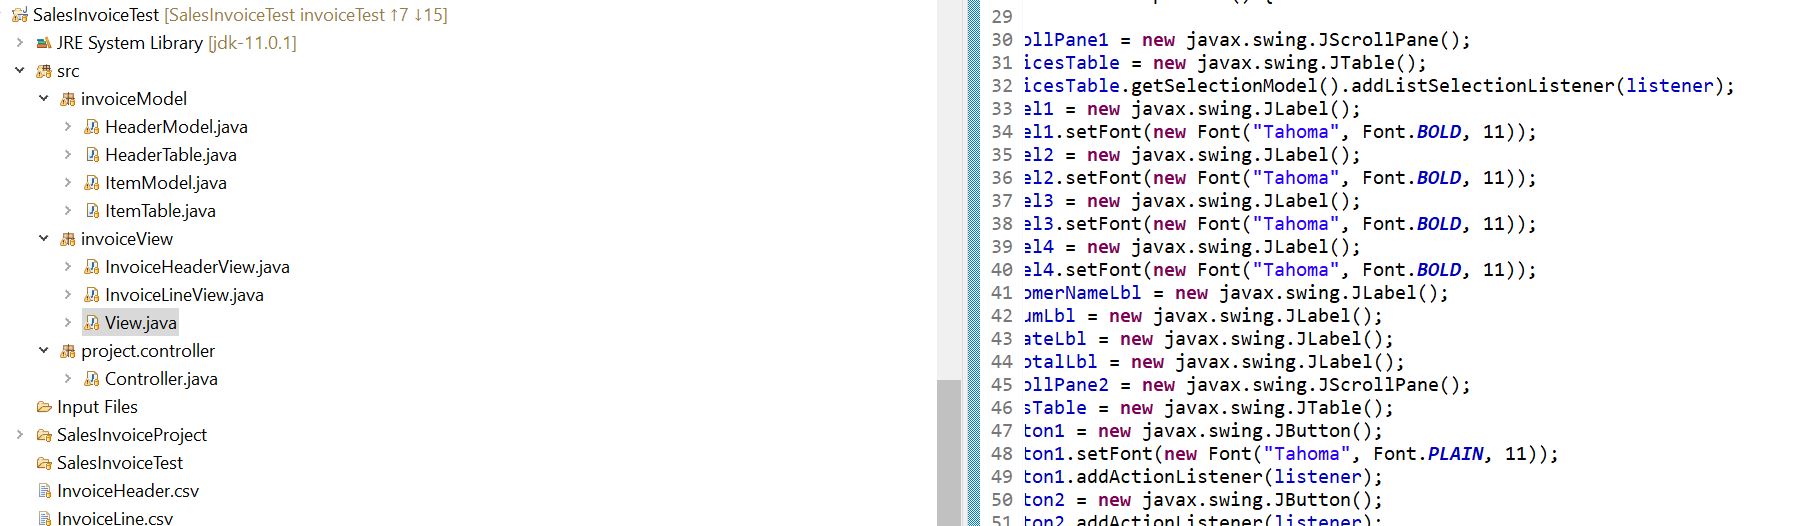 SalesInvoiceTest [SalesInvoiceTest invoiceTest ↑7 ↓15]
JRE System Library [jdk-11.0.1]
src
invoiceModel
HeaderModel.java
HeaderTable.java
ItemModel.java
ItemTable.java
invoiceView
InvoiceHeaderView.java
InvoiceLineView.java
View.java
project.controller
Controller.java
Input Files
SalesInvoiceProject
SalesInvoiceTest
InvoiceHeader.csv
InvoiceLine.csv
29
30 ollPane1 = new javax.swing.JScrollPane();
31 icesTable = new javax.swing.JTable();
32 icesTable.getSelectionModel().addListSelectionListener(listener);
33 el1 = new javax.swing.JLabel();
34 el1.setFont(new Font("Tahoma", Font.BOLD, 11));
35 el2 = new javax.swing.JLabel();
36 el2.setFont(new Font("Tahoma", Font.BOLD, 11));
37 el3 = new javax.swing.JLabel();
38 el3.setFont(new Font("Tahoma", Font.BOLD, 11));
39 el4 = new javax.swing.JLabel();
40 el4.setFont(new Font("Tahoma", Font.BOLD, 11));
41 omerNameLbl = new javax.swing.JLabel();
42 umLbl = new javax.swing.JLabel();
43 ateLbl = new javax.swing.JLabel();
44 otalLbl = new javax.swing.JLabel();
45 ollPane2 = new javax.swing.JScrollPane();
46 sTable = new javax.swing.JTable();
47 ton1 = new javax.swing.JButton();
48 ton1.setFont(new Font("Tahoma", Font.PLAIN, 11));
49 ton1.addActionListener(listener);
50 ton2 = new javax.swing.JButton();
51 ton2.addActionListener(listener);